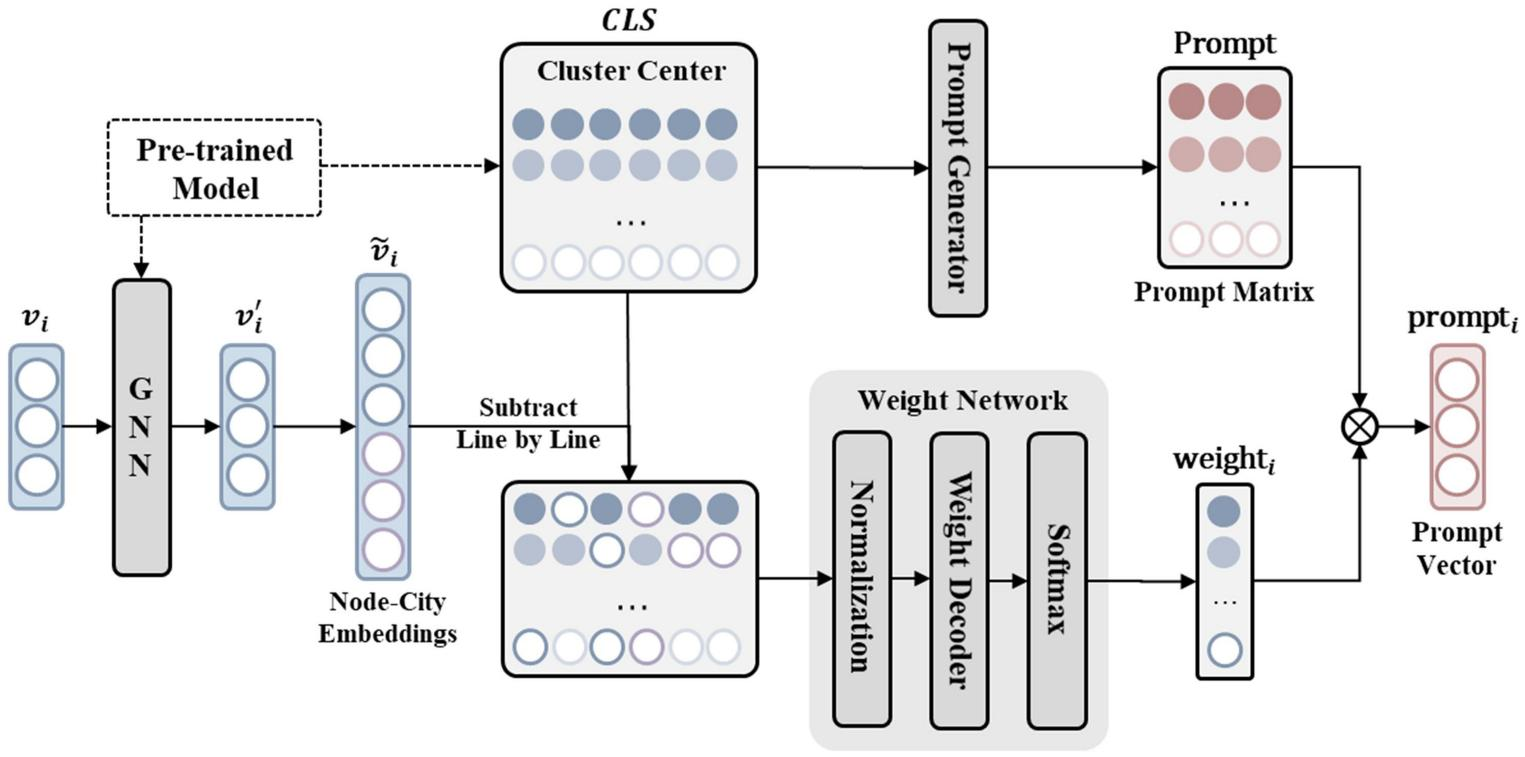 CLS
Cluster Center
...
Prompt Generator
Prompt
...
Prompt Matrix
Pre-trained
Model
v_i
G
N
N
v'_i
ṽ_i
Node-City
Embeddings
Subtract
Line by Line
...
Weight Network
Normalization
Weight Decoder
Softmax
weight_i
...
prompt_i
Prompt
Vector